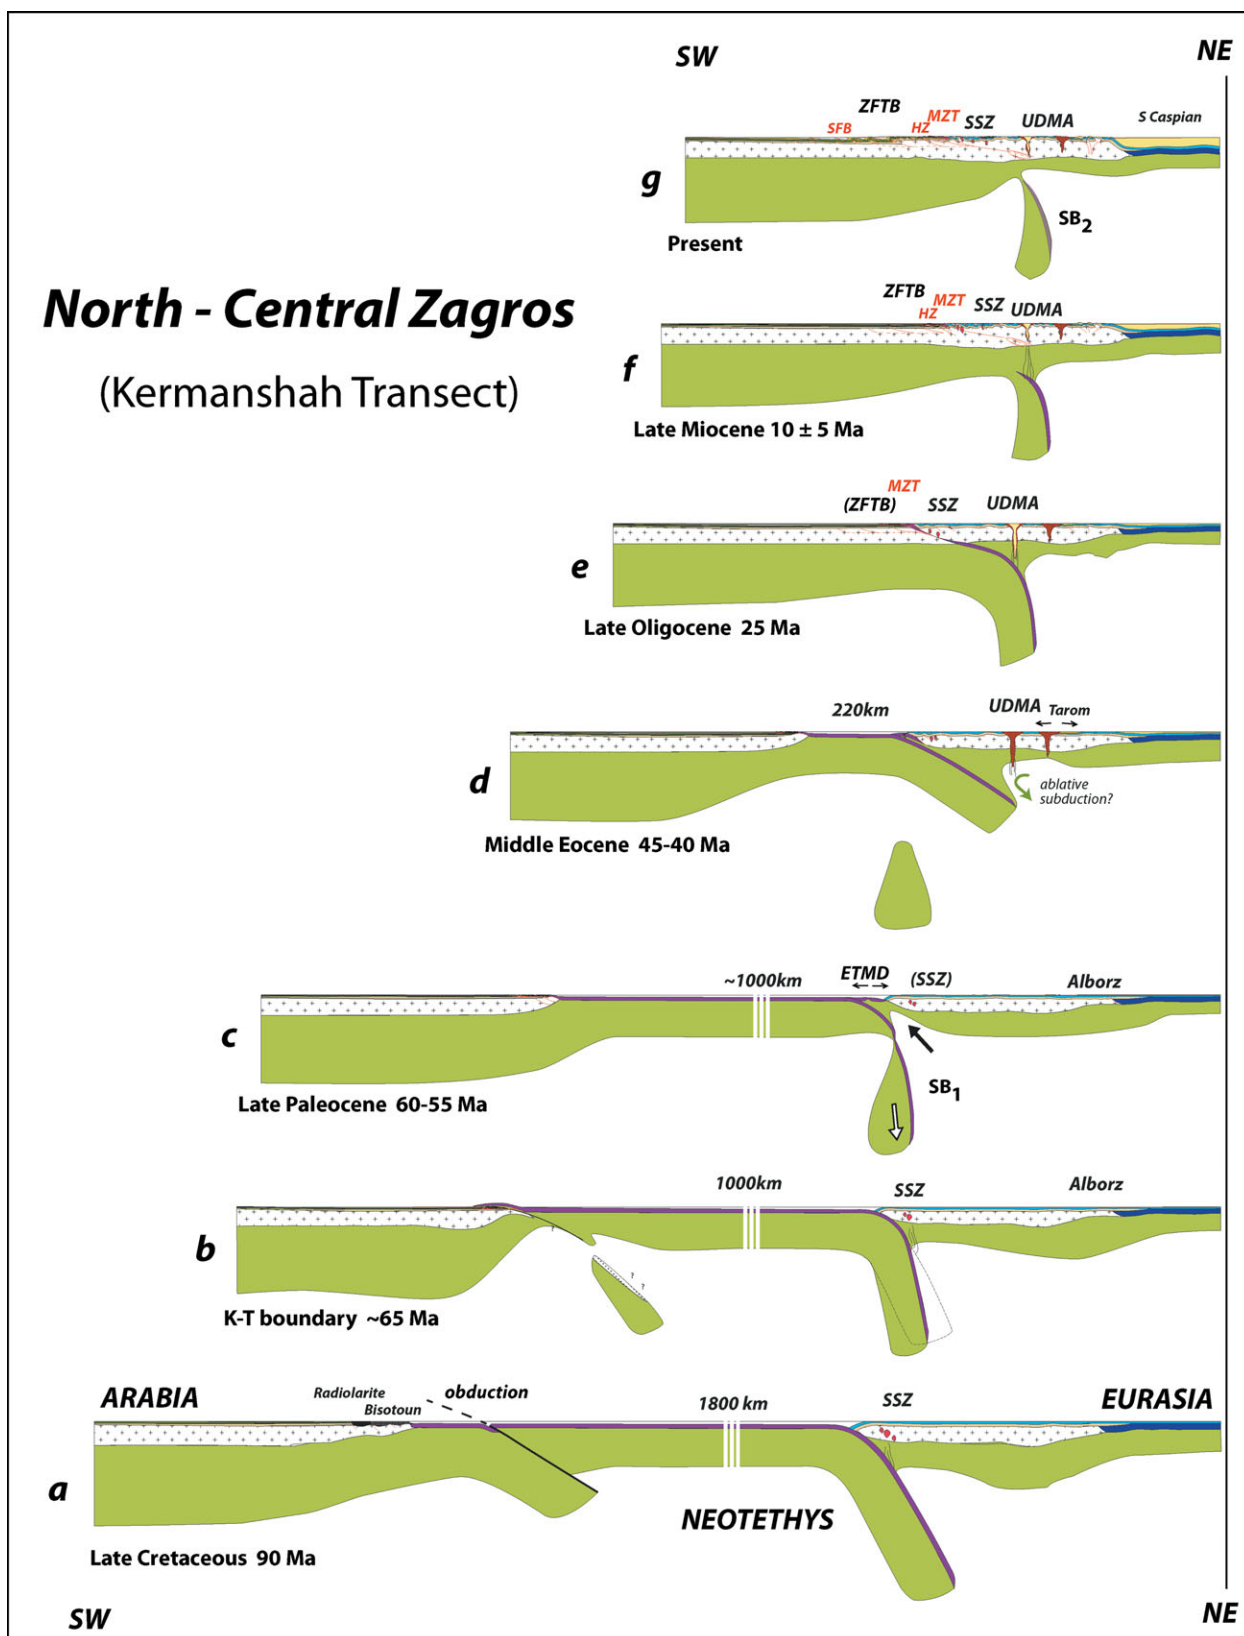 SW
NE
ZFTB
SFB
HZ
MZT
SSZ
UDMA
S Caspian
g
SB2
Present
North - Central Zagros
(Kermanshah Transect)
ZFTB
HZ
MZT
SSZ
UDMA
f
Late Miocene 10 ± 5 Ma
MZT
(ZFTB)
SSZ
UDMA
e
Late Oligocene 25 Ma
220km
UDMA
Tarom
d
ablative
subduction?
Middle Eocene 45-40 Ma
~1000km
ETMD
(SSZ)
Alborz
c
SB1
Late Paleocene 60-55 Ma
1000km
SSZ
Alborz
b
?
?
K-T boundary ~65 Ma
ARABIA
Radiolarite
Bisotoun
obduction
1800 km
SSZ
EURASIA
a
NEOTETHYS
Late Cretaceous 90 Ma
SW
NE